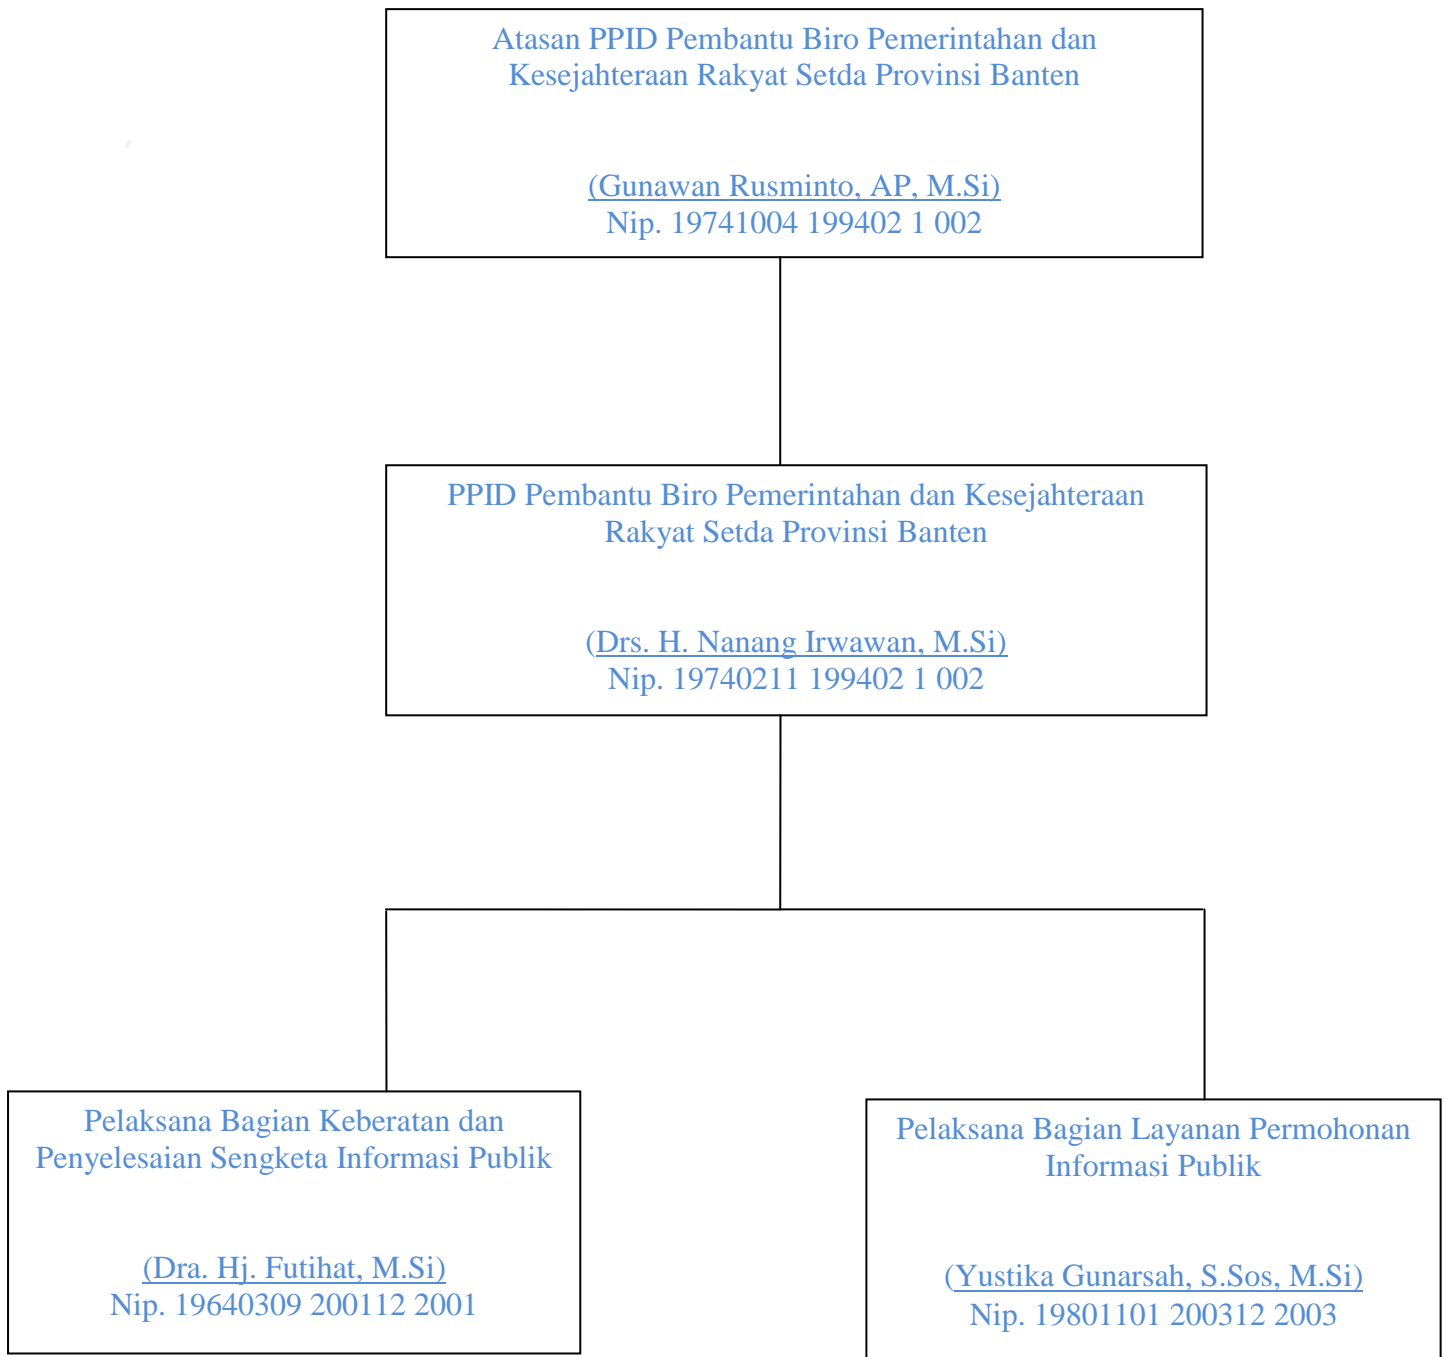 Atasan PPID Pembantu Biro Pemerintahan dan
Kesejahteraan Rakyat Setda Provinsi Banten
(Gunawan Rusminto, AP, M.Si)
Nip. 19741004 199402 1 002
PPID Pembantu Biro Pemerintahan dan Kesejahteraan
Rakyat Setda Provinsi Banten
(Drs. H. Nanang Irwawan, M.Si)
Nip. 19740211 199402 1 002
Pelaksana Bagian Keberatan dan
Penyelesaian Sengketa Informasi Publik
(Dra. Hj. Futihat, M.Si)
Nip. 19640309 200112 2001
Pelaksana Bagian Layanan Permohonan
Informasi Publik
(Yustika Gunarsah, S.Sos, M.Si)
Nip. 19801101 200312 2003